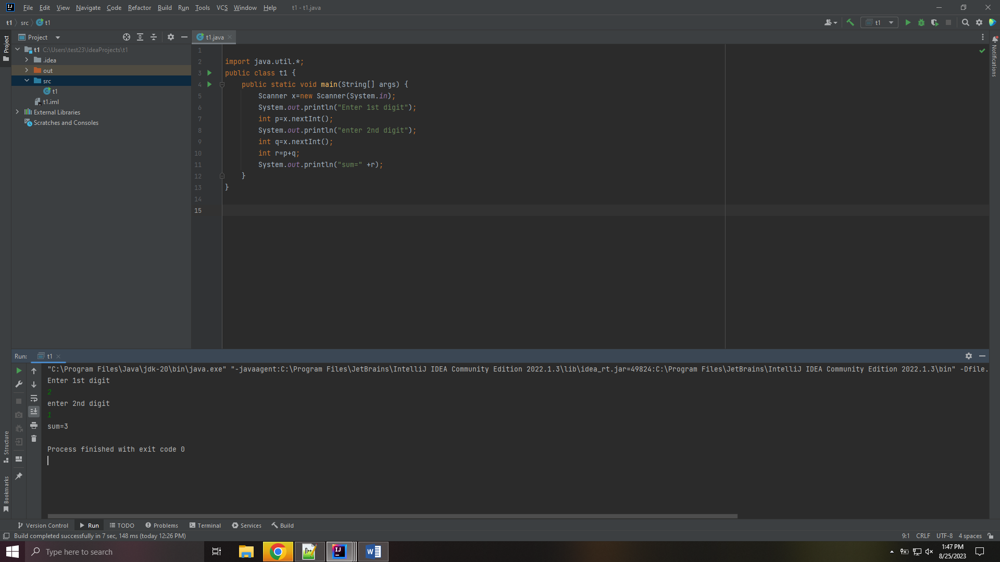 File Edit View Navigate Code Refactor Build Run Tools VCS Window Help t1 - t1.java
t1 src t1
t1
Project
t1.java
Project
Notifications
t1 C:\Users\test23\IdeaProjects\t1
.idea
out
src
t1
t1.iml
External Libraries
Scratches and Consoles
1
2 import java.util.*;
3 public class t1 {
4 public static void main(String[] args) {
5 Scanner x=new Scanner(System.in);
6 System.out.println("Enter 1st digit");
7 int p=x.nextInt();
8 System.out.println("enter 2nd digit");
9 int q=x.nextInt();
10 int r=p+q;
11 System.out.println("sum=" +r);
12 }
13 }
14
15
Run: t1
"C:\Program Files\Java\jdk-20\bin\java.exe" "-javaagent:C:\Program Files\JetBrains\IntelliJ IDEA Community Edition 2022.1.3\lib\idea_rt.jar=49824:C:\Program Files\JetBrains\IntelliJ IDEA Community Edition 2022.1.3\bin" -Dfile.
Enter 1st digit
2
enter 2nd digit
1
sum=3
Process finished with exit code 0
Structure
Bookmarks
Version Control Run TODO Problems Terminal Services Build
Build completed successfully in 7 sec, 148 ms (today 12:26 PM)
9:1 CRLF UTF-8 4 spaces
Type here to search
1:47 PM
8/25/2023